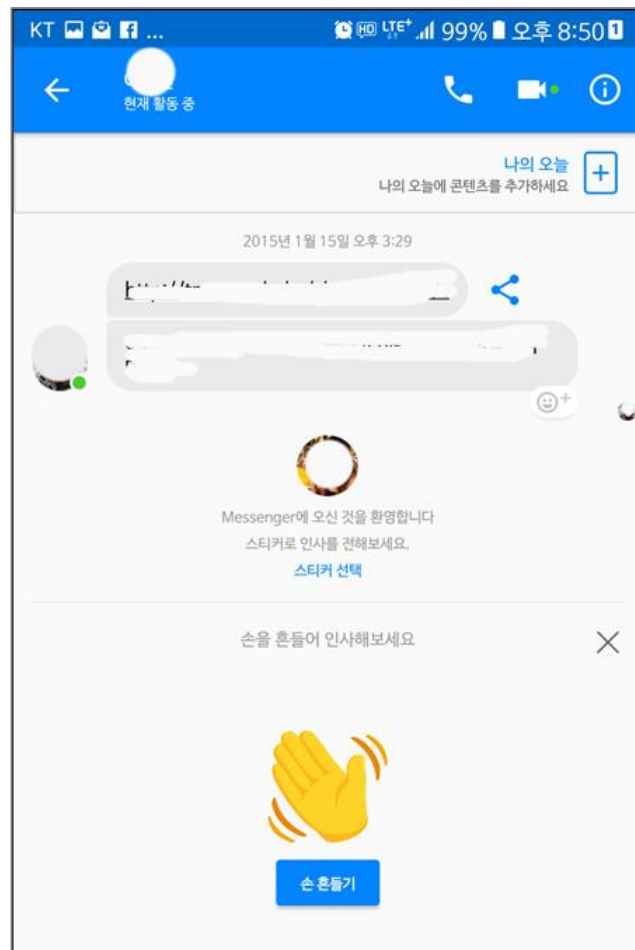 KT ... HD LTE+ 99% 오후 8:50 1
현재 활동 중
나의 오늘
나의 오늘에 콘텐츠를 추가하세요
2015년 1월 15일 오후 3:29
Messenger에 오신 것을 환영합니다
스티커로 인사를 전해보세요.
스티커 선택
손을 흔들어 인사해보세요
손 흔들기